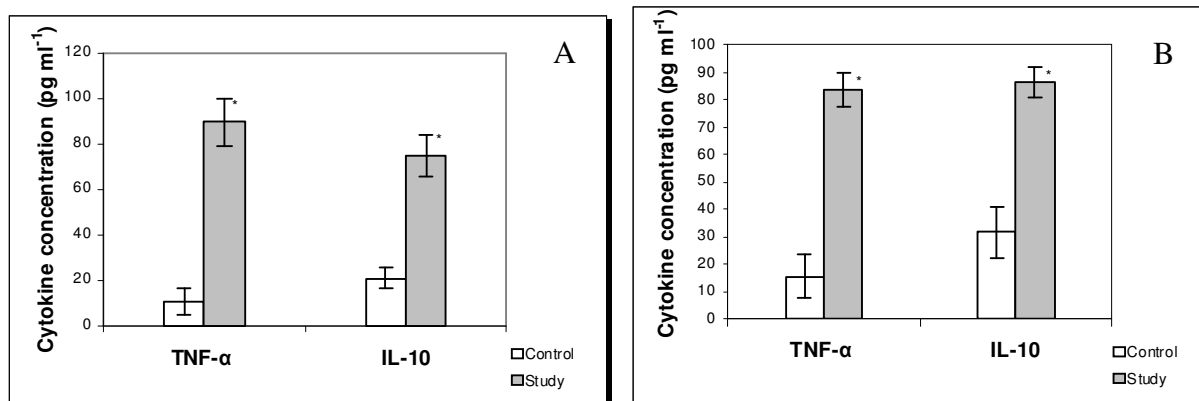 A
Cytokine concentration (pg ml⁻¹)
120
100
80
60
40
20
0
*
*
TNF-α IL-10
Control
Study
B
Cytokine concentration (pg ml⁻¹)
100
90
80
70
60
50
40
30
20
10
0
*
*
TNF-α IL-10
Control
Study